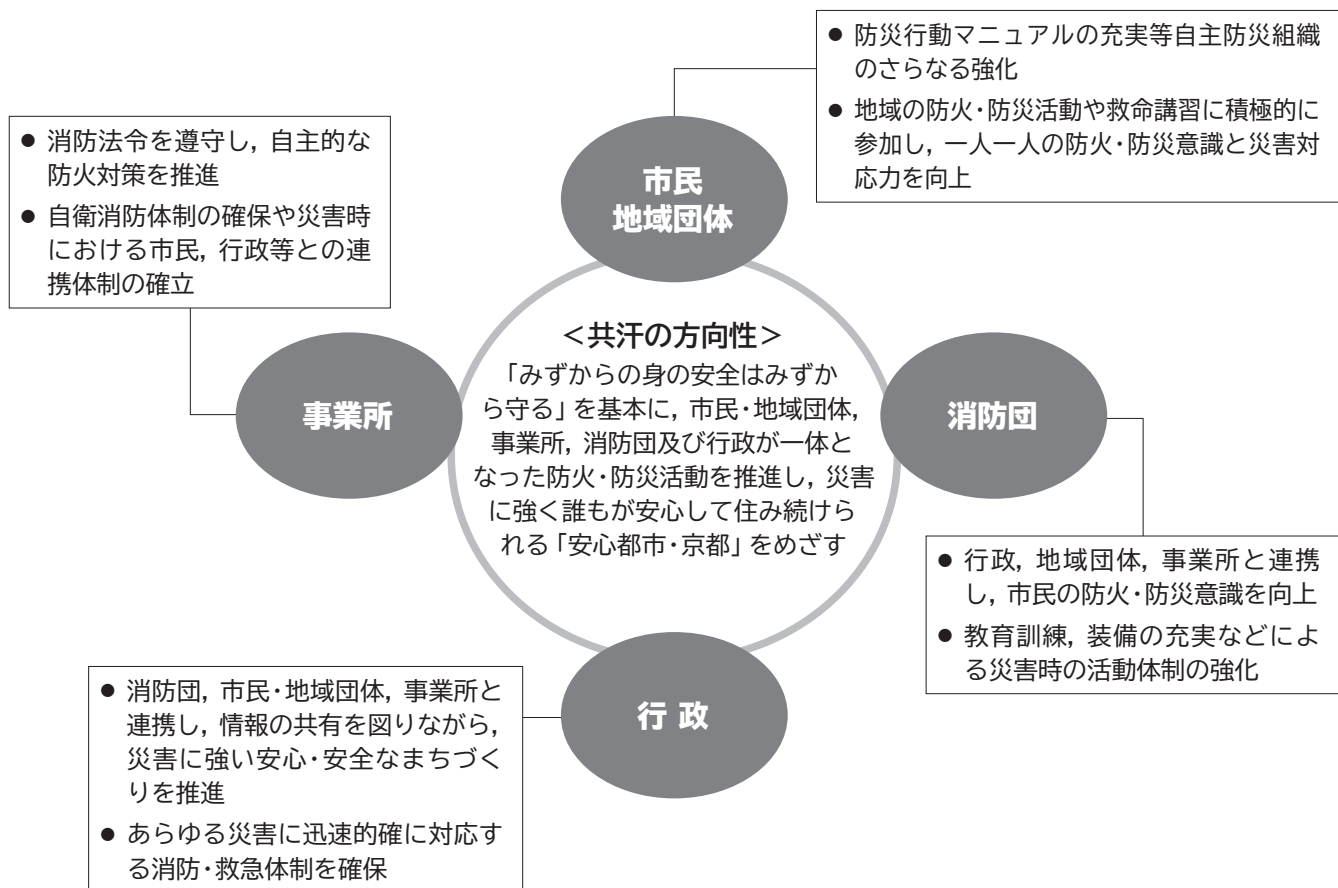 ● 防災行動マニュアルの充実等自主防災組織
のさらなる強化
● 地域の防火・防災活動や救命講習に積極的に
参加し, 一人一人の防火・防災意識と災害対
応力を向上
● 消防法令を遵守し, 自主的な
防火対策を推進
● 自衛消防体制の確保や災害時
における市民, 行政等との連
携体制の確立
市民
地域団体
事業所
<共汗の方向性>
「みずからの身の安全はみずか
ら守る」を基本に, 市民・地域団体,
事業所, 消防団及び行政が一体と
なった防火・防災活動を推進し, 災害
に強く誰もが安心して住み続けら
れる「安心都市・京都」をめざす
消防団
● 行政, 地域団体, 事業所と連携
し, 市民の防火・防災意識を向上
● 教育訓練, 装備の充実などによ
る災害時の活動体制の強化
行 政
● 消防団, 市民・地域団体, 事業所と
連携し, 情報の共有を図りながら,
災害に強い安心・安全なまちづく
りを推進
● あらゆる災害に迅速的確に対応す
る消防・救急体制を確保